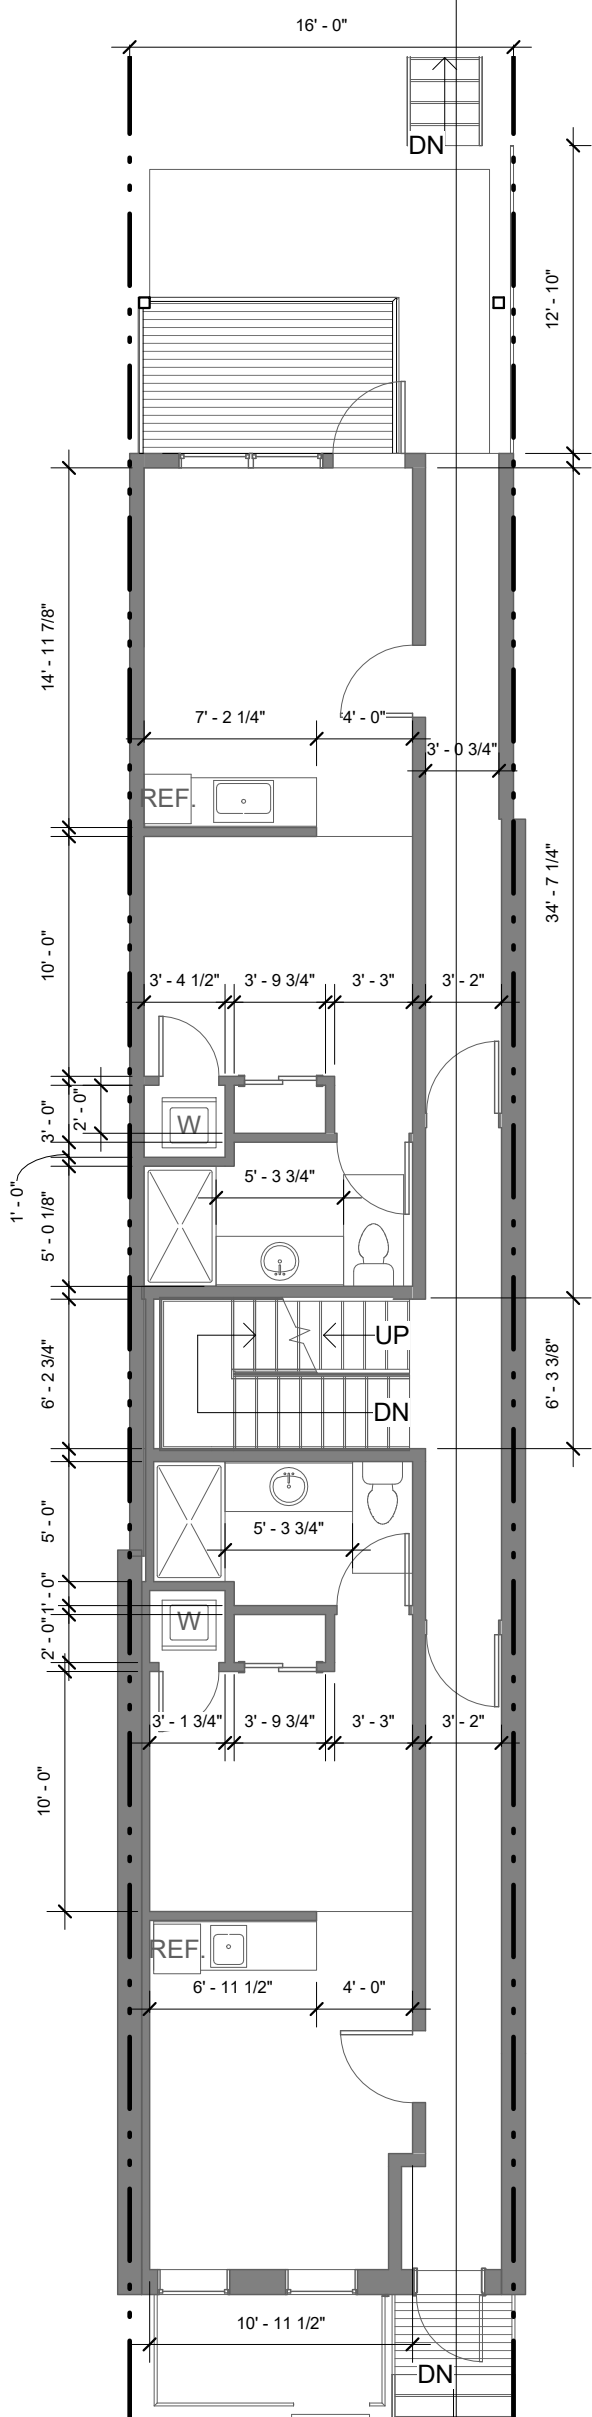 16' - 0"
DN
12' - 10"
14' - 11 7/8"
7' - 2 1/4"
4' - 0"
3' - 0 3/4"
REF.
34' - 7 1/4"
10' - 0"
3' - 4 1/2"
3' - 9 3/4"
3' - 3"
3' - 2"
3' - 0"
2' - 0"
W
1' - 0"
5' - 0 1/8"
5' - 3 3/4"
UP
6' - 2 3/4"
6' - 3 3/8"
DN
5' - 0"
5' - 3 3/4"
1' - 0"
W
2' - 0"
3' - 1 3/4"
3' - 9 3/4"
3' - 3"
3' - 2"
10' - 0"
REF.
6' - 11 1/2"
4' - 0"
10' - 11 1/2"
DN